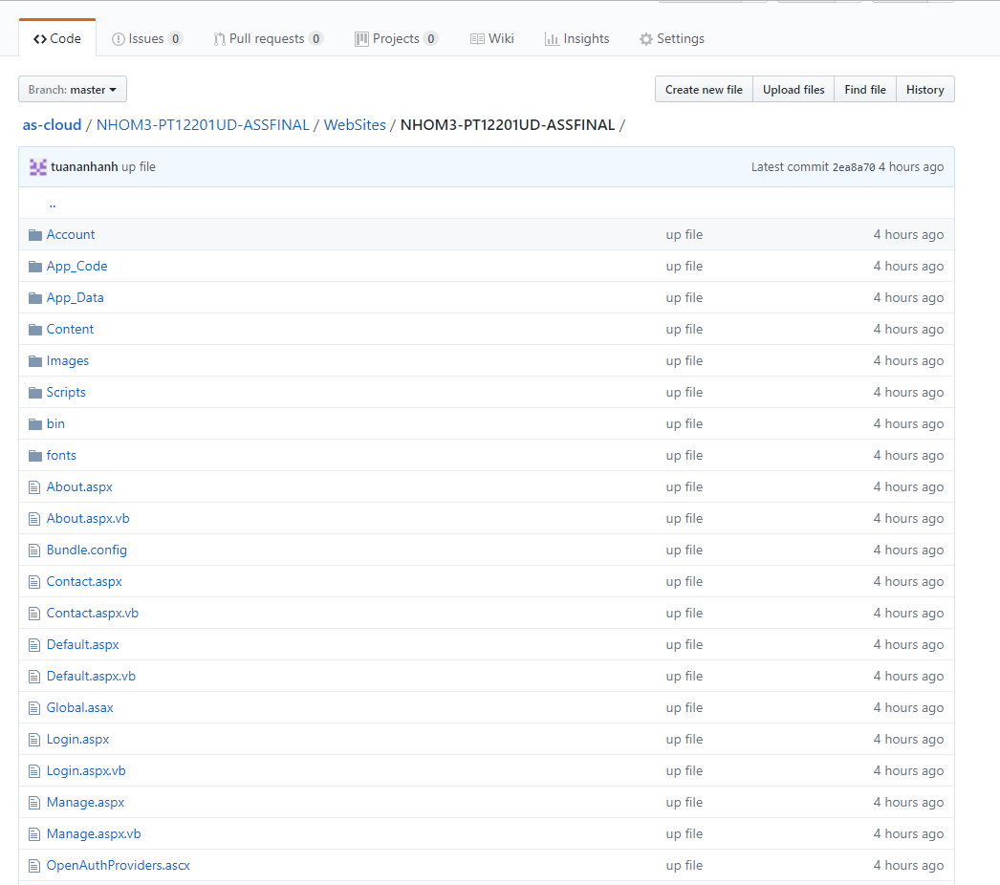 Code Issues 0 Pull requests 0 Projects 0 Wiki Insights Settings
Branch: master Create new file Upload files Find file History
as-cloud / NHOM3-PT12201UD-ASSFINAL / WebSites / NHOM3-PT12201UD-ASSFINAL /
tuananhanh up file Latest commit 2ea8a70 4 hours ago
..
Account up file 4 hours ago
App_Code up file 4 hours ago
App_Data up file 4 hours ago
Content up file 4 hours ago
Images up file 4 hours ago
Scripts up file 4 hours ago
bin up file 4 hours ago
fonts up file 4 hours ago
About.aspx up file 4 hours ago
About.aspx.vb up file 4 hours ago
Bundle.config up file 4 hours ago
Contact.aspx up file 4 hours ago
Contact.aspx.vb up file 4 hours ago
Default.aspx up file 4 hours ago
Default.aspx.vb up file 4 hours ago
Global.asax up file 4 hours ago
Login.aspx up file 4 hours ago
Login.aspx.vb up file 4 hours ago
Manage.aspx up file 4 hours ago
Manage.aspx.vb up file 4 hours ago
OpenAuthProviders.ascx up file 4 hours ago